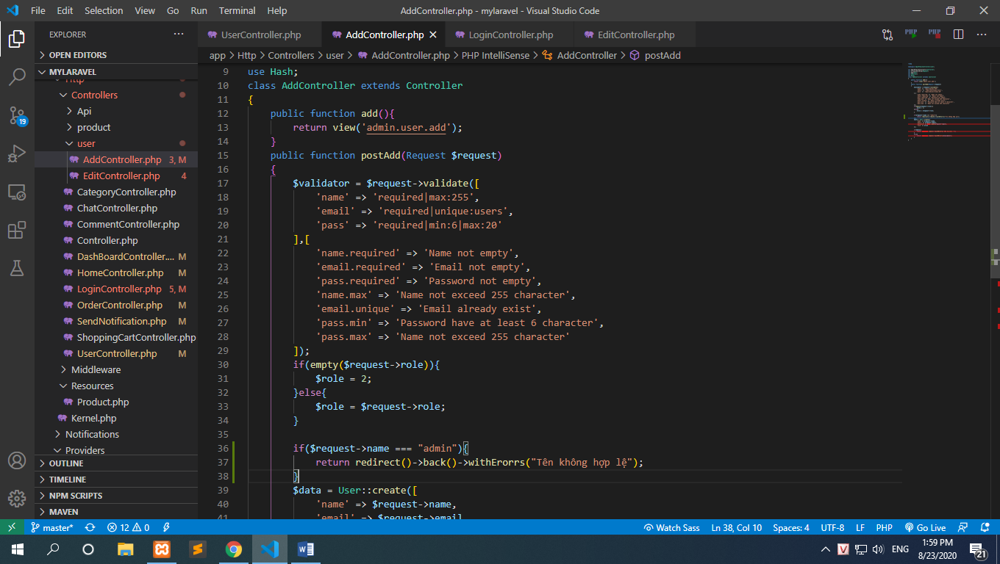 File Edit Selection View Go Run Terminal Help
AddController.php - mylaravel - Visual Studio Code
EXPLORER
OPEN EDITORS
MYLARAVEL
Http
Controllers
Api
product
user
AddController.php 3, M
EditController.php 4
CategoryController.php
ChatController.php
CommentController.php
Controller.php
DashBoardController.... M
HomeController.php M
LoginController.php 5, M
OrderController.php M
SendNotification.php M
ShoppingCartController.php
UserController.php M
Middleware
Resources
Product.php
Kernel.php
Notifications
Providers
OUTLINE
TIMELINE
NPM SCRIPTS
MAVEN
19
UserController.php AddController.php LoginController.php EditController.php
app > Http > Controllers > user > AddController.php > PHP IntelliSense > AddController > postAdd
9 use Hash;
10 class AddController extends Controller
11 {
12 public function add(){
13 return view('admin.user.add');
14 }
15 public function postAdd(Request $request)
16 {
17 $validator = $request->validate([
18 'name' => 'required|max:255',
19 'email' => 'required|unique:users',
20 'pass' => 'required|min:6|max:20'
21 ],[
22 'name.required' => 'Name not empty',
23 'email.required' => 'Email not empty',
24 'pass.required' => 'Password not empty',
25 'name.max' => 'Name not exceed 255 character',
26 'email.unique' => 'Email already exist',
27 'pass.min' => 'Password have at least 6 character',
28 'pass.max' => 'Name not exceed 255 character'
29 ]);
30 if(empty($request->role)){
31 $role = 2;
32 }else{
33 $role = $request->role;
34 }
35
36 if($request->name === "admin"){
37 return redirect()->back()->withErorrs("Tên không hợp lệ");
38 }
39 $data = User::create([
40 'name' => $request->name,
41 'email' => $request->email
master* 12 0
Watch Sass Ln 38, Col 10 Spaces: 4 UTF-8 LF PHP Go Live
ENG
1:59 PM
8/23/2020
21